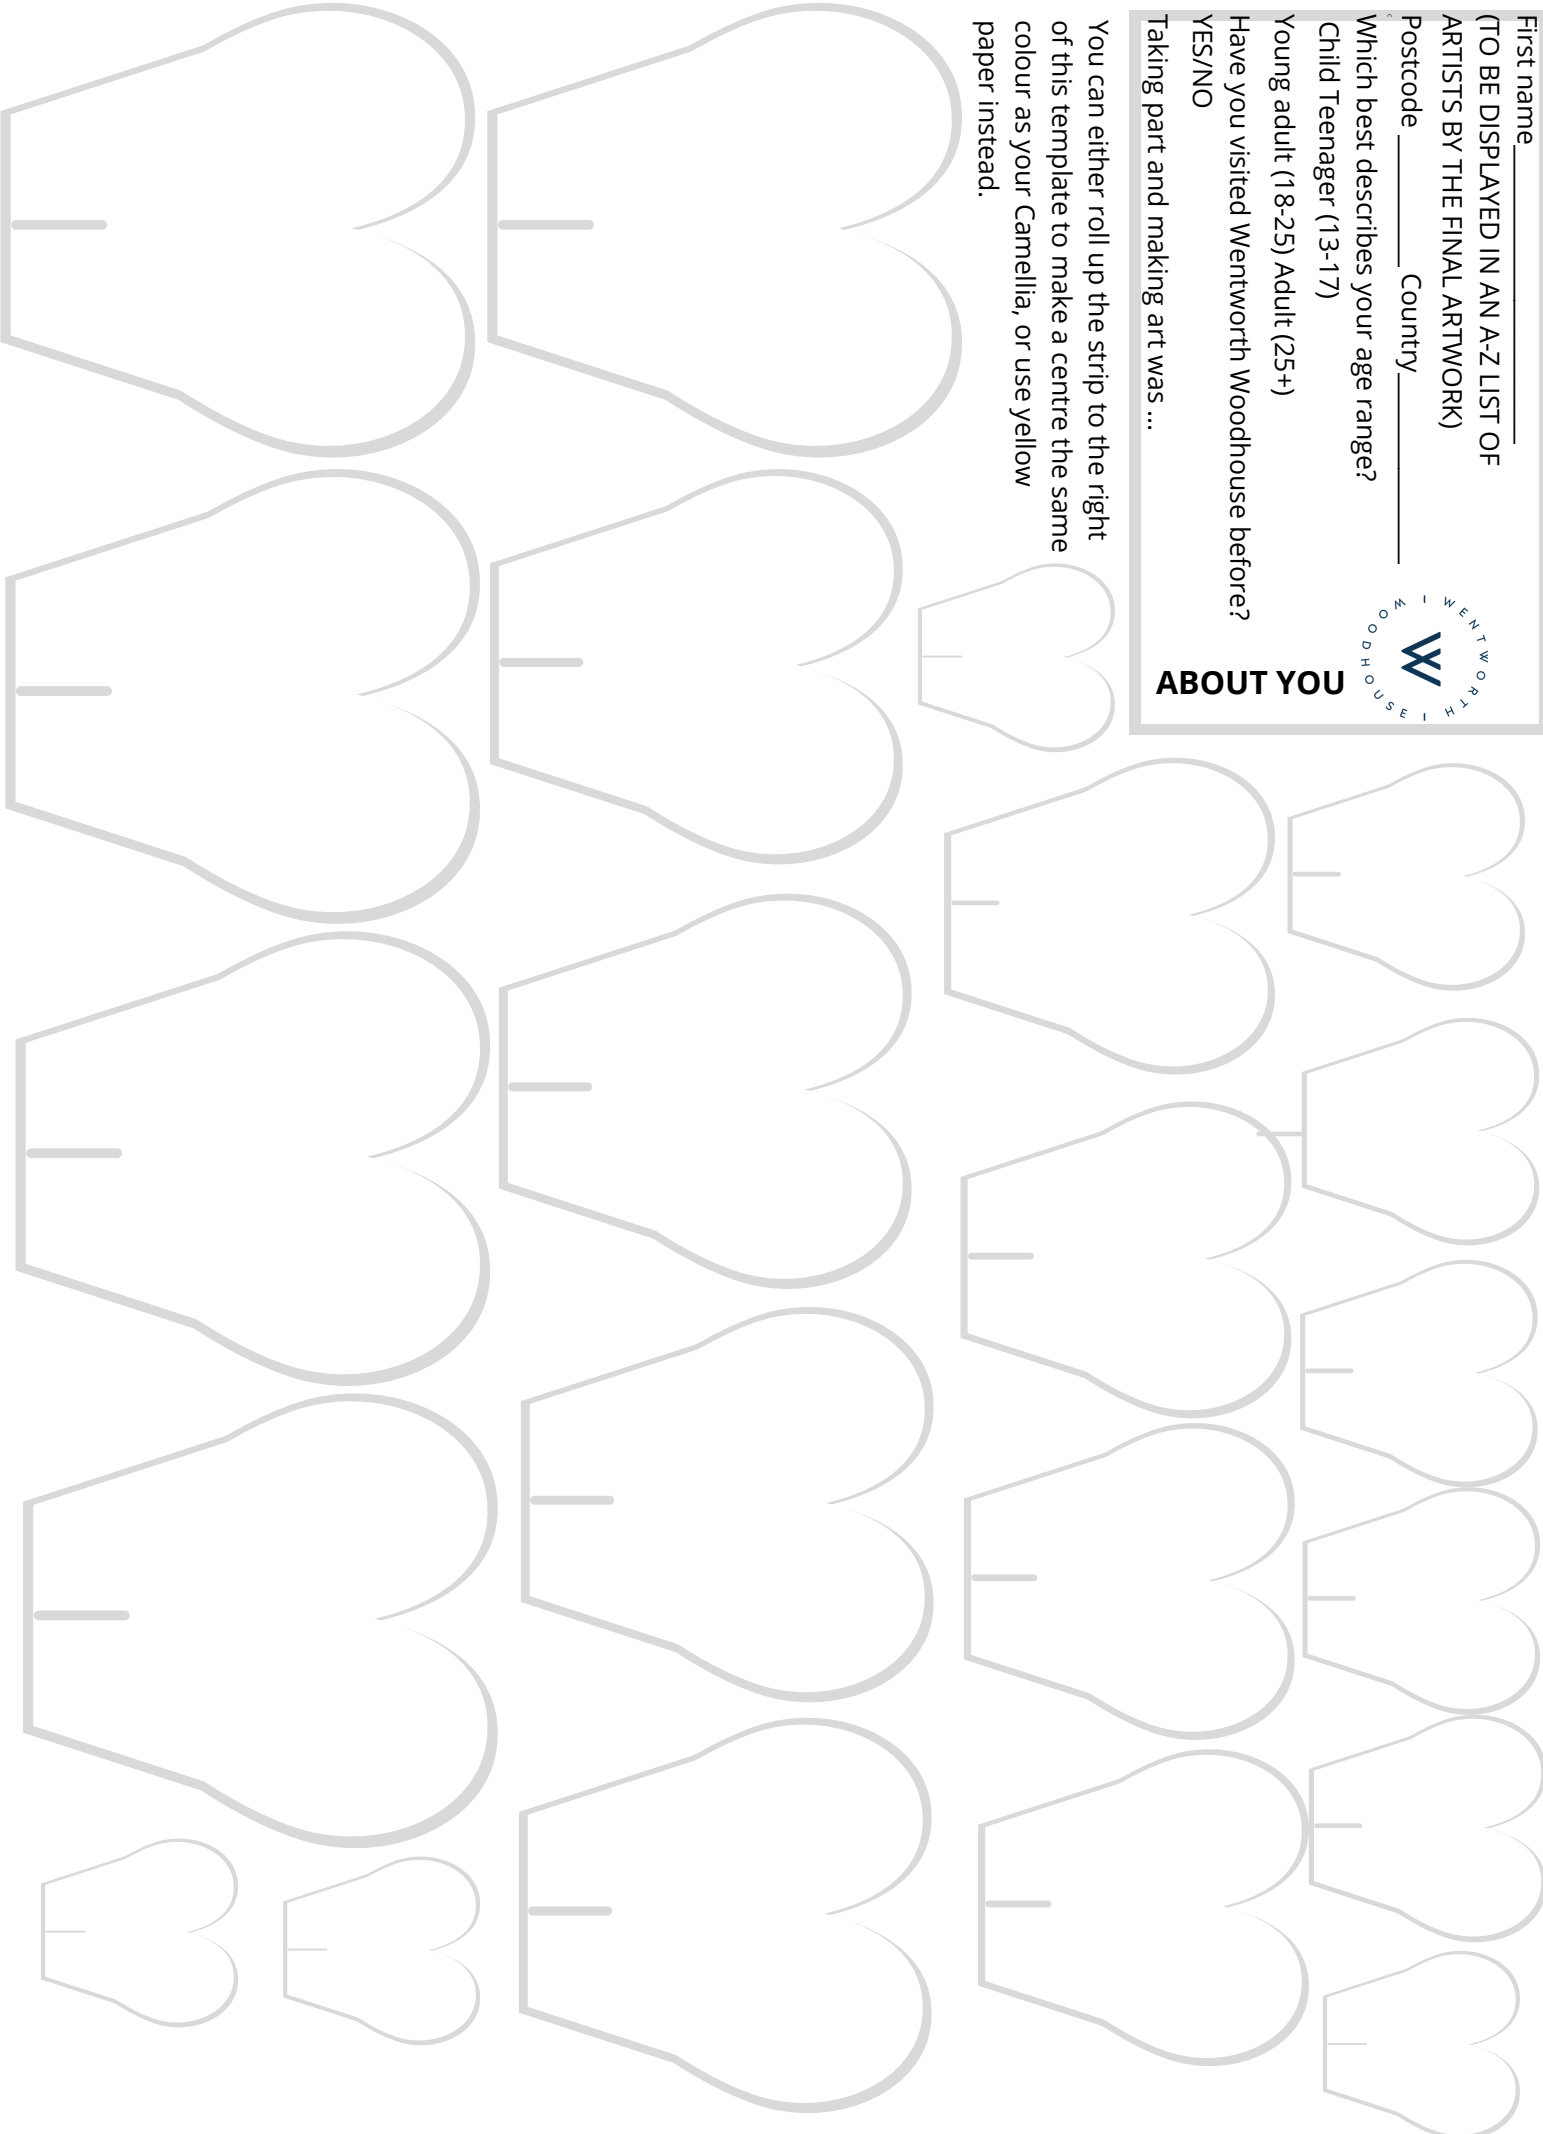 First name
(TO BE DISPLAYED IN AN A-Z LIST OF
ARTISTS BY THE FINAL ARTWORK)
Postcode Country
Which best describes your age range?
Child Teenager (13-17)
Young adult (18-25) Adult (25+)
Have you visited Wentworth Woodhouse before?
YES/NO
Taking part and making art was ...
WENTWORTH | WOODHOUSE |
W
ABOUT YOU
You can either roll up the strip to the right
of this template to make a centre the same
colour as your Camellia, or use yellow
paper instead.